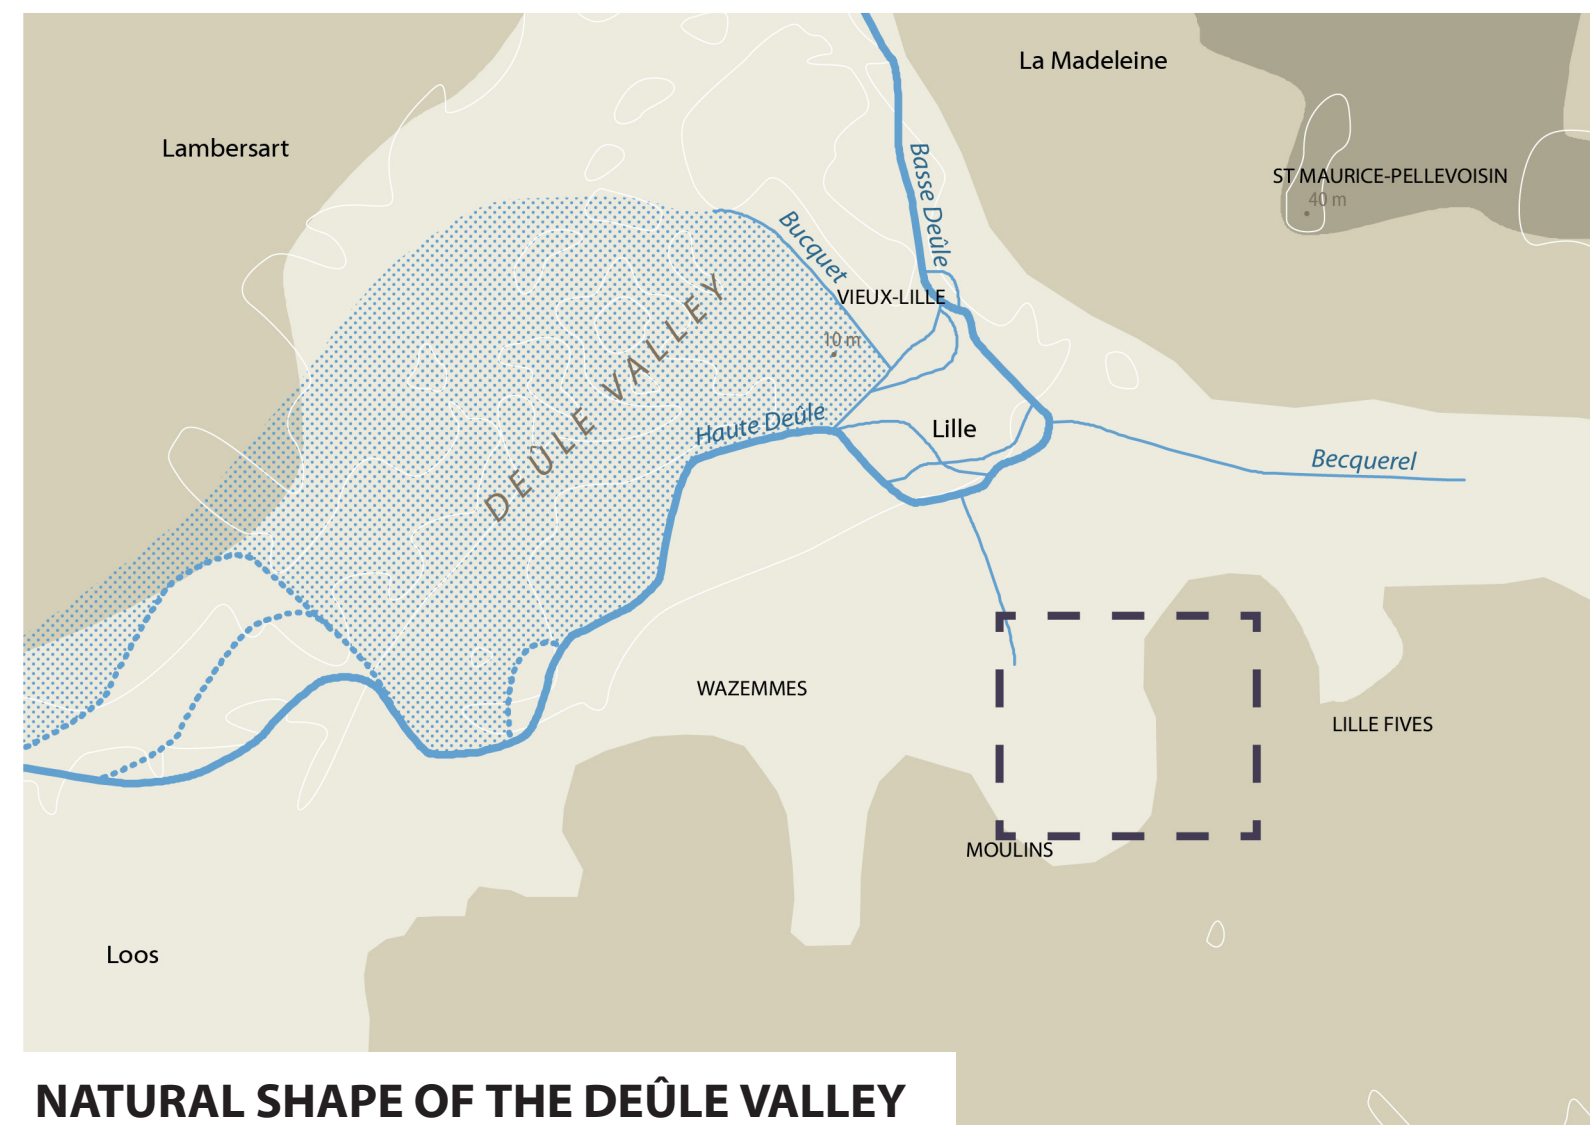 La Madeleine
Lambersart
Basse Deûle
ST MAURICE-PELLEVOISIN
40 m
Bucquet
VIEUX-LILLE
10 m
DEÛLE VALLEY
Haute Deûle
Lille
Becquerel
WAZEMMES
LILLE FIVES
MOULINS
Loos
NATURAL SHAPE OF THE DEÛLE VALLEY